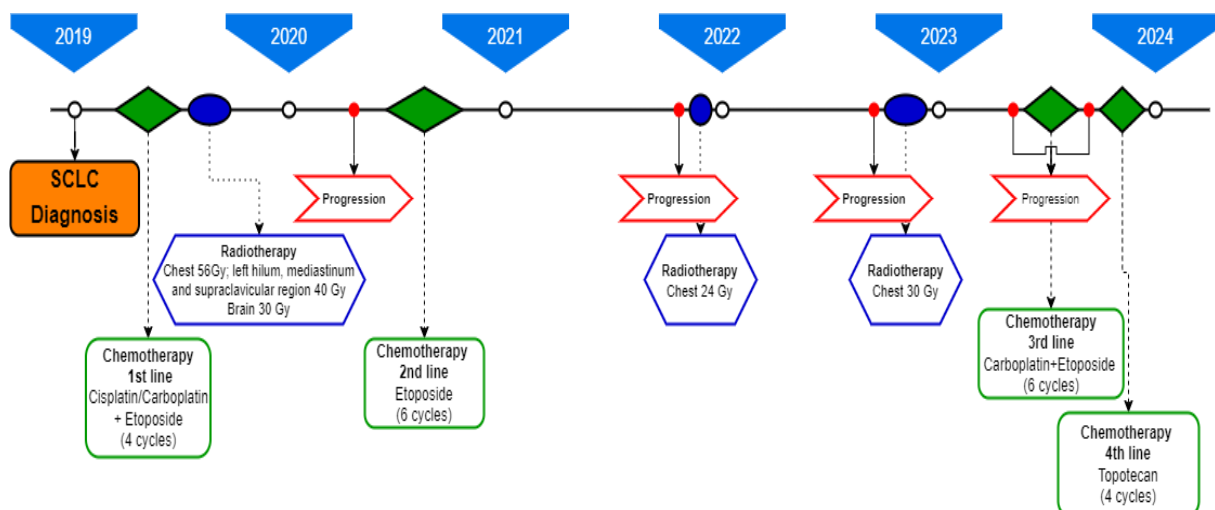 2019
2020
2021
2022
2023
2024
SCLC
Diagnosis
Progression
Progression
Progression
Progression
Radiotherapy
Chest 56Gy; left hilum, mediastinum
and supraclavicular region 40 Gy
Brain 30 Gy
Radiotherapy
Chest 24 Gy
Radiotherapy
Chest 30 Gy
Chemotherapy
1st line
Cisplatin/Carboplatin
+ Etoposide
(4 cycles)
Chemotherapy
2nd line
Etoposide
(6 cycles)
Chemotherapy
3rd line
Carboplatin+Etoposide
(6 cycles)
Chemotherapy
4th line
Topotecan
(4 cycles)